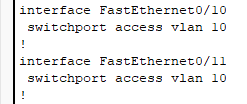 interface FastEthernet0/10
 switchport access vlan 10
!
interface FastEthernet0/11
 switchport access vlan 10
!